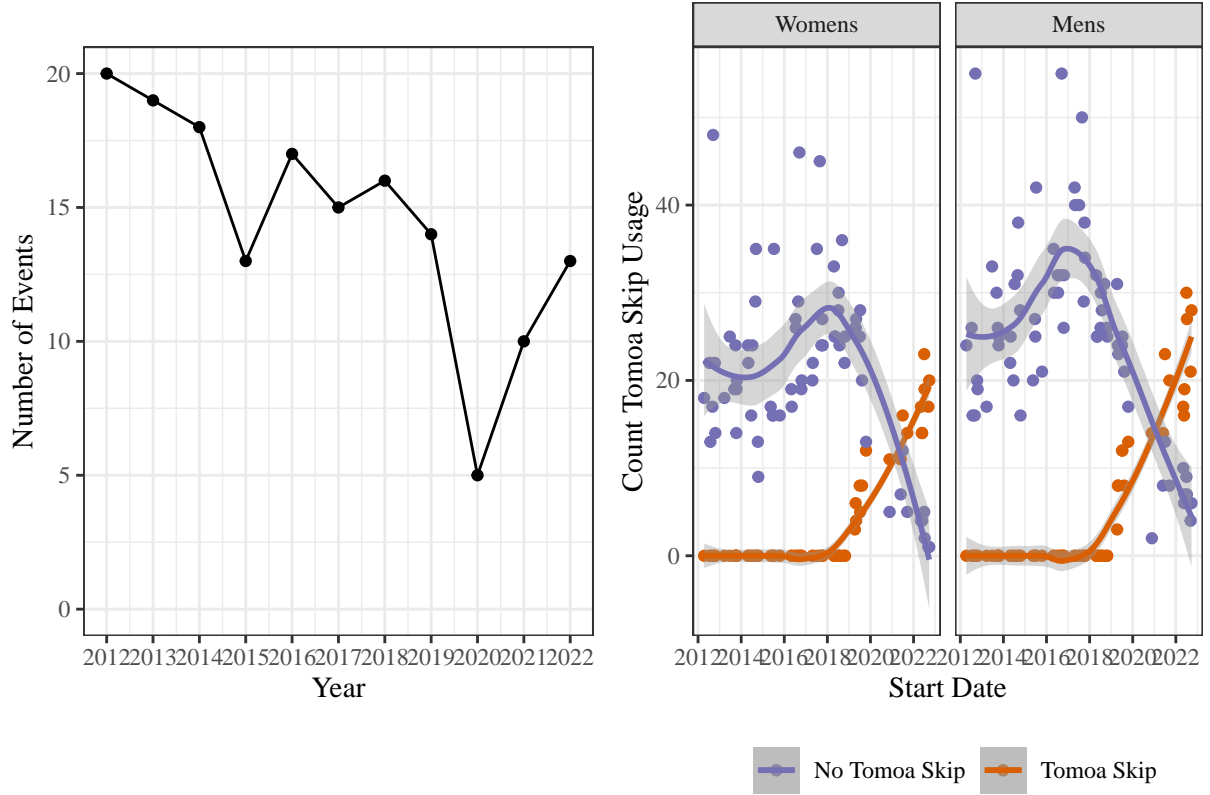 Womens
Mens
20
15
10
5
0
Number of Events
2012 2013 2014 2015 2016 2017 2018 2019 2020 2021 2022
Year
40
20
0
Count Tomoa Skip Usage
2012 2014 2016 2018 2020 2022
2012 2014 2016 2018 2020 2022
Start Date
No Tomoa Skip
Tomoa Skip